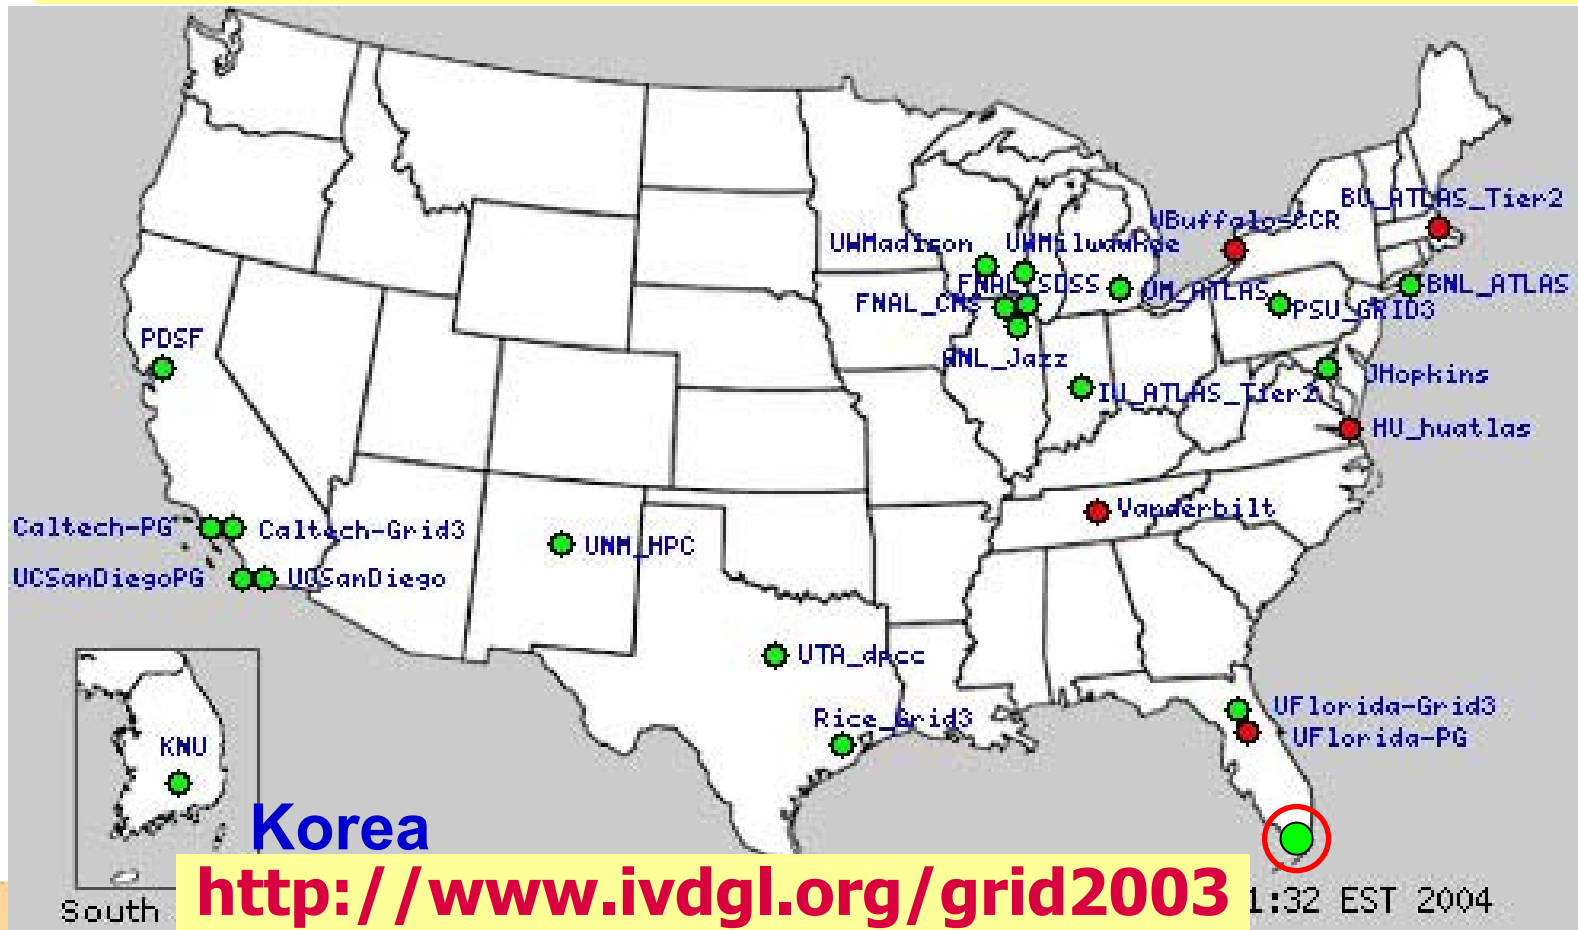 BU_ATLAS_Tier2
UBuffalo-CCR
UWMadison
UWMilwaukee
FNAL_SDSS
UM_ATLAS
BNL_ATLAS
FNAL_CMS
PSU_GRID3
PDSF
ANL_Jazz
JHopkins
IU_ATLAS_Tier2
HU_huatlas
Vanderbilt
Caltech-PG
Caltech-Grid3
UNM_HPC
UCSanDiegoPG
UCSanDiego
UTA_dpcc
UFlorida-Grid3
Rice_Grid3
UFlorida-PG
KNU
Korea
http://www.ivdgl.org/grid2003
South
1:32 EST 2004